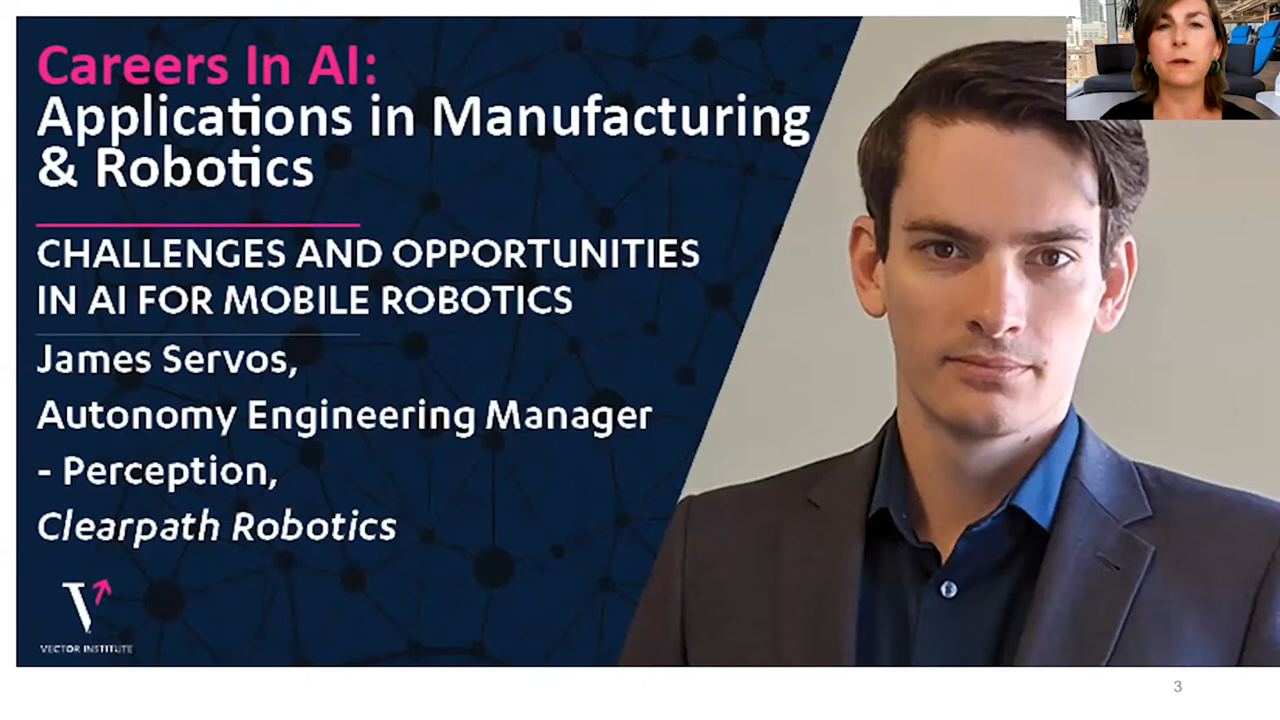 Careers In AI:
Applications in Manufacturing
& Robotics
CHALLENGES AND OPPORTUNITIES
IN AI FOR MOBILE ROBOTICS
James Servos,
Autonomy Engineering Manager
- Perception,
Clearpath Robotics
VECTOR INSTITUTE
3